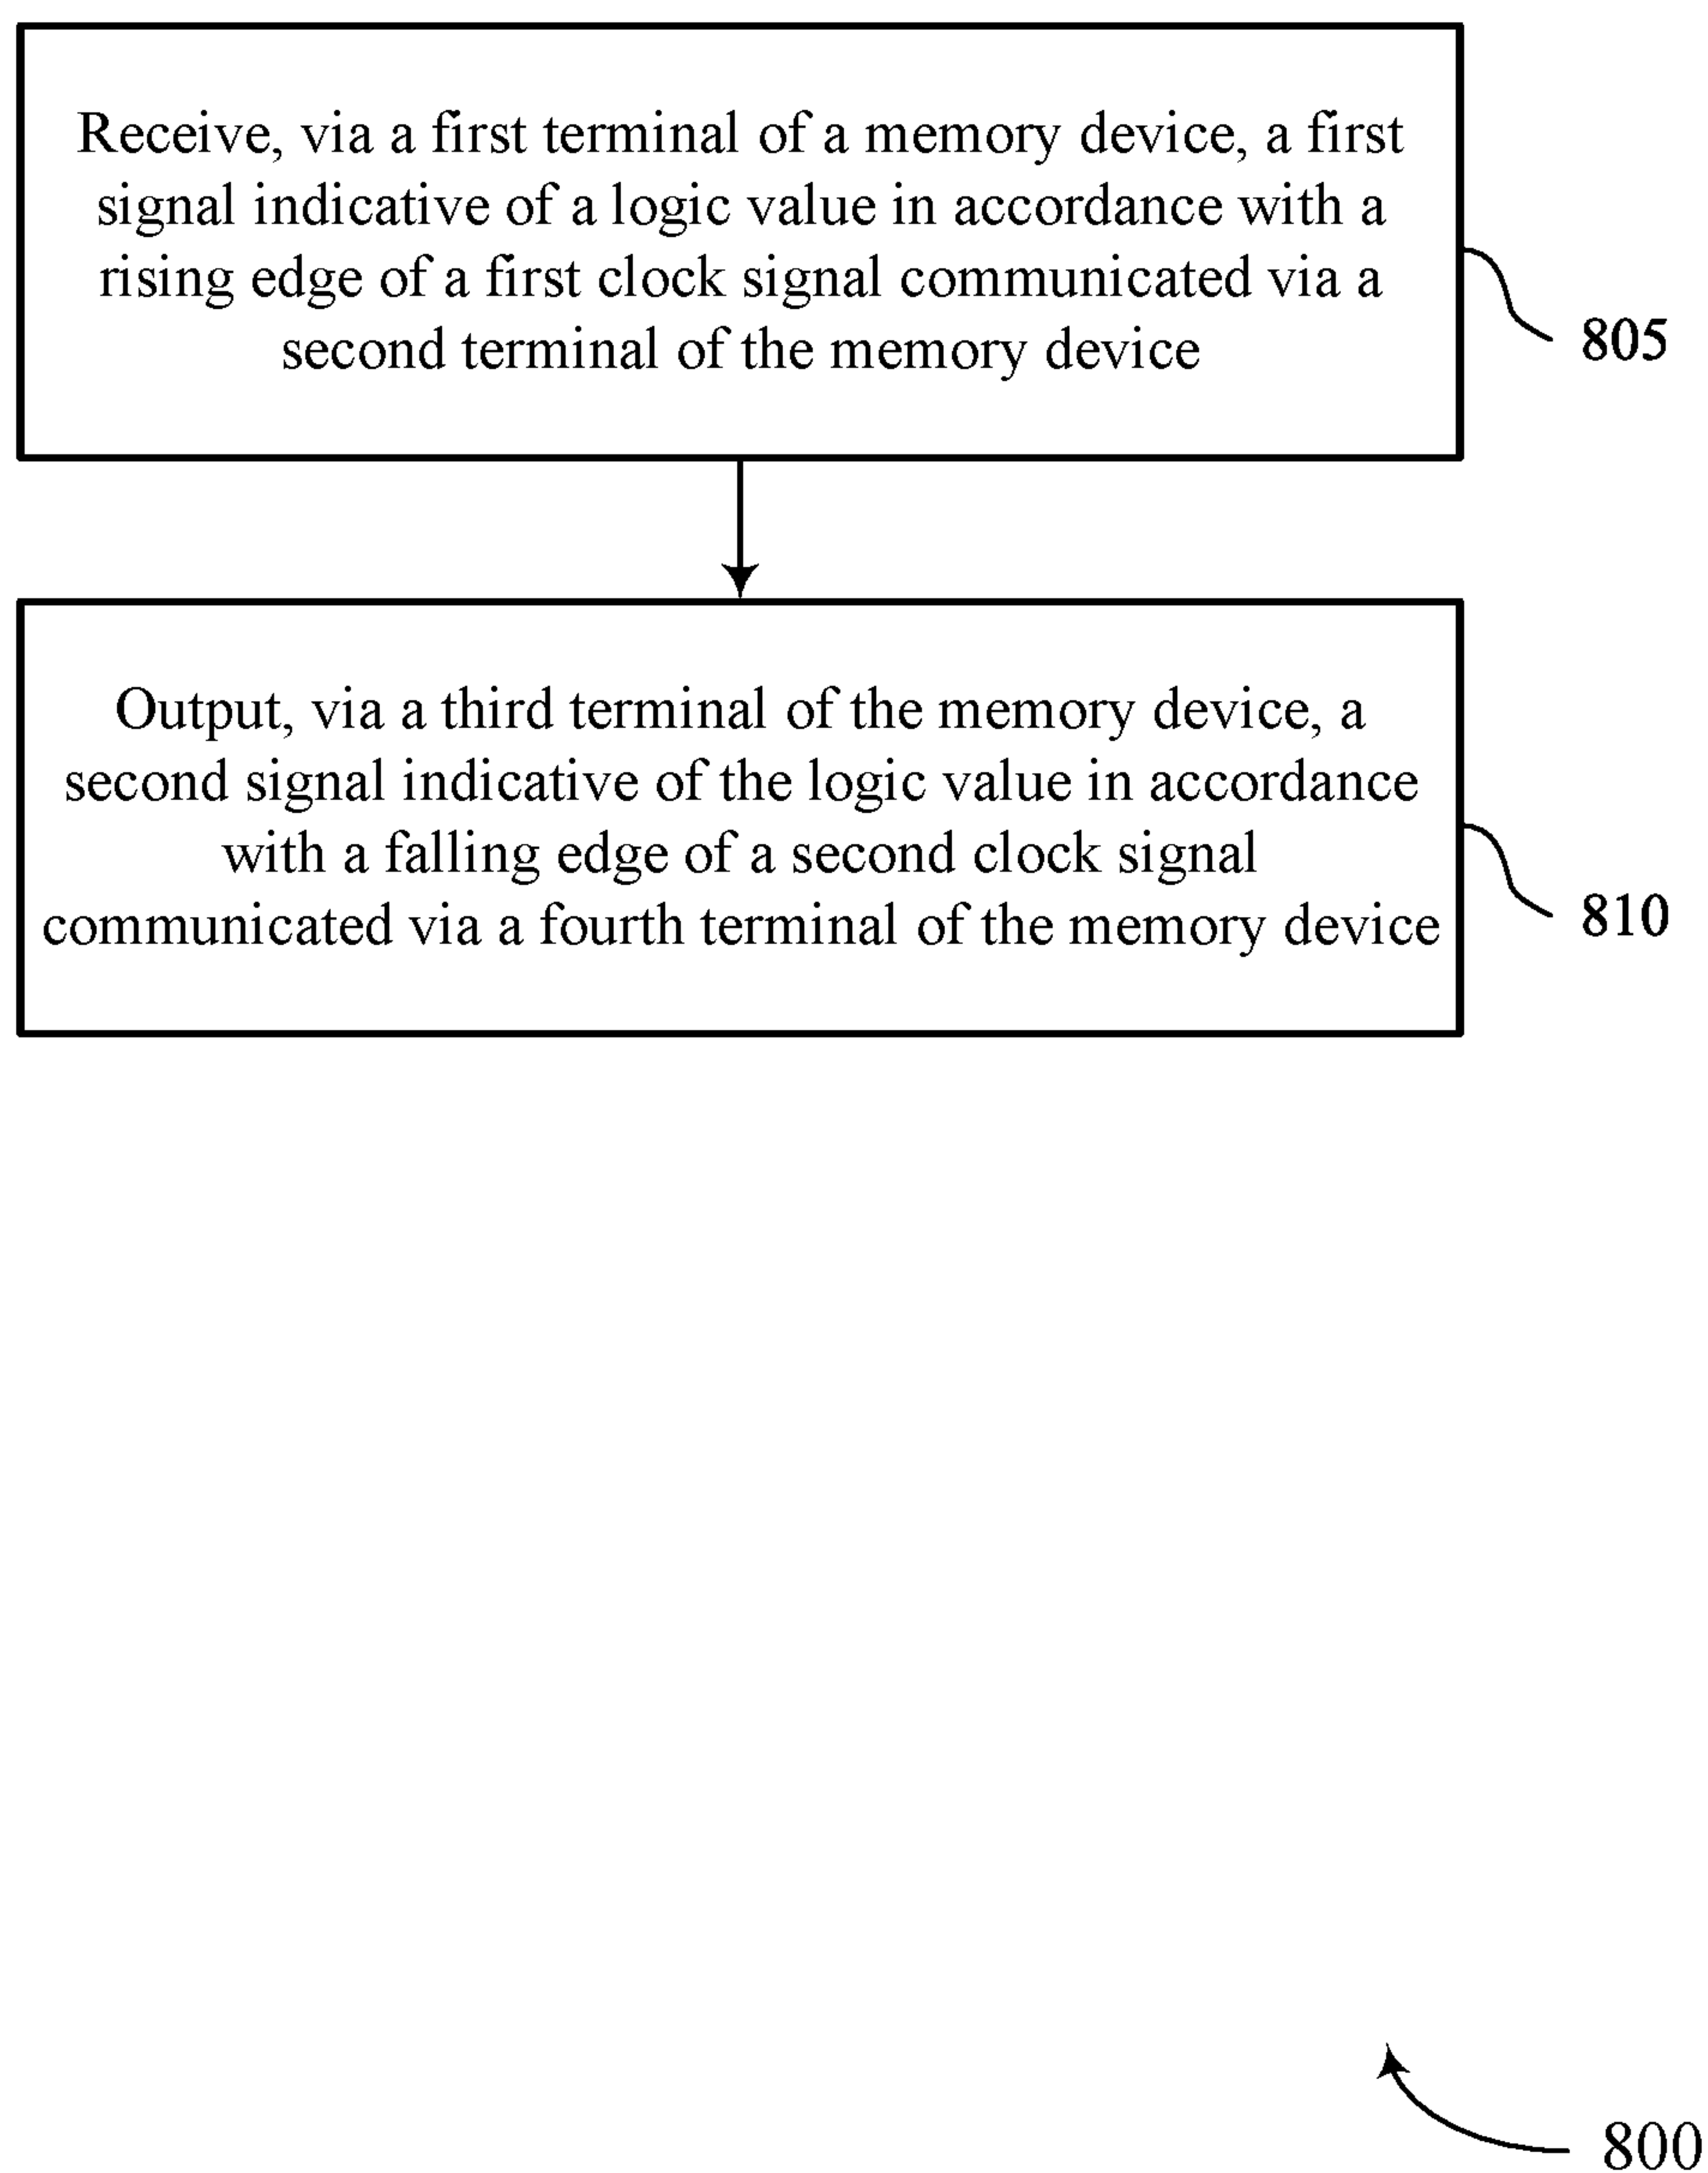 Receive, via a first terminal of a memory device, a first
signal indicative of a logic value in accordance with a
rising edge of a first clock signal communicated via a
second terminal of the memory device
805
Output, via a third terminal of the memory device, a
second signal indicative of the logic value in accordance
with a falling edge of a second clock signal
communicated via a fourth terminal of the memory device
810
800